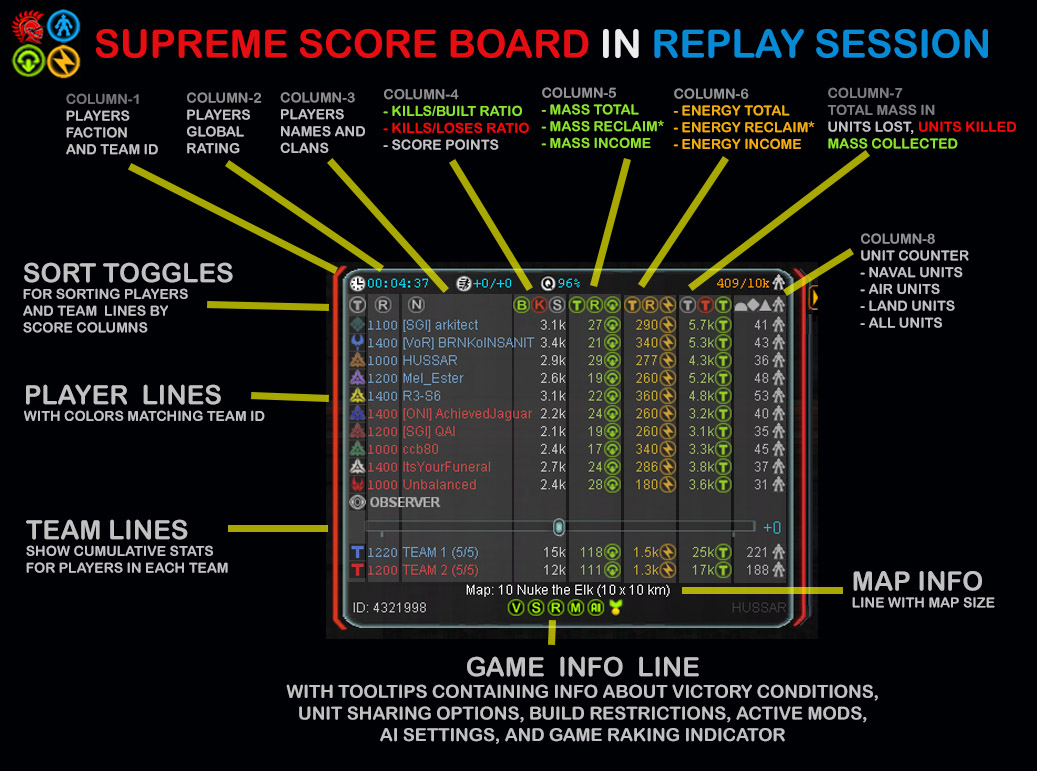 SUPREME SCORE BOARD IN REPLAY SESSION
COLUMN-1
PLAYERS
FACTION
AND TEAM ID
COLUMN-2
PLAYERS
GLOBAL
RATING
COLUMN-3
PLAYERS
NAMES AND
CLANS
COLUMN-4
- KILLS/BUILT RATIO
- KILLS/LOSES RATIO
- SCORE POINTS
COLUMN-5
- MASS TOTAL
- MASS RECLAIM*
- MASS INCOME
COLUMN-6
- ENERGY TOTAL
- ENERGY RECLAIM*
- ENERGY INCOME
COLUMN-7
TOTAL MASS IN
UNITS LOST, UNITS KILLED
MASS COLLECTED
COLUMN-8
UNIT COUNTER
- NAVAL UNITS
- AIR UNITS
- LAND UNITS
- ALL UNITS
SORT TOGGLES
FOR SORTING PLAYERS
AND TEAM LINES BY
SCORE COLUMNS
PLAYER LINES
WITH COLORS MATCHING TEAM ID
TEAM LINES
SHOW CUMULATIVE STATS
FOR PLAYERS IN EACH TEAM
00:04:37 +0/+0 Q 96% 409/10k
T R N B K S T R T R T T T
1100 [SGI] arkitect 3.1k 27 290 5.7k T 41
1400 [VoR] BRNKoINSANIT 3.4k 21 340 5.3k T 43
1000 HUSSAR 2.9k 29 277 4.3k T 36
1200 Mel_Ester 2.6k 19 260 5.2k T 48
1400 R3-S6 3.1k 22 360 4.8k T 53
1400 [ONI] AchievedJaguar 2.2k 24 260 3.2k T 40
1200 [SGI] QAI 2.1k 19 260 3.1k T 35
1000 ccb80 2.4k 17 340 3.3k T 45
1400 ItsYourFuneral 2.7k 24 286 3.8k T 37
1000 Unbalanced 2.4k 28 180 3.6k T 31
OBSERVER
+0
T 1220 TEAM 1 (5/5) 15k 118 1.5k 25k T 221
T 1200 TEAM 2 (5/5) 12k 111 1.3k 17k T 188
Map: 10 Nuke the Elk (10 x 10 km)
ID: 4321998 V S R M AI HUSSAR
MAP INFO
LINE WITH MAP SIZE
GAME INFO LINE
WITH TOOLTIPS CONTAINING INFO ABOUT VICTORY CONDITIONS,
UNIT SHARING OPTIONS, BUILD RESTRICTIONS, ACTIVE MODS,
AI SETTINGS, AND GAME RAKING INDICATOR